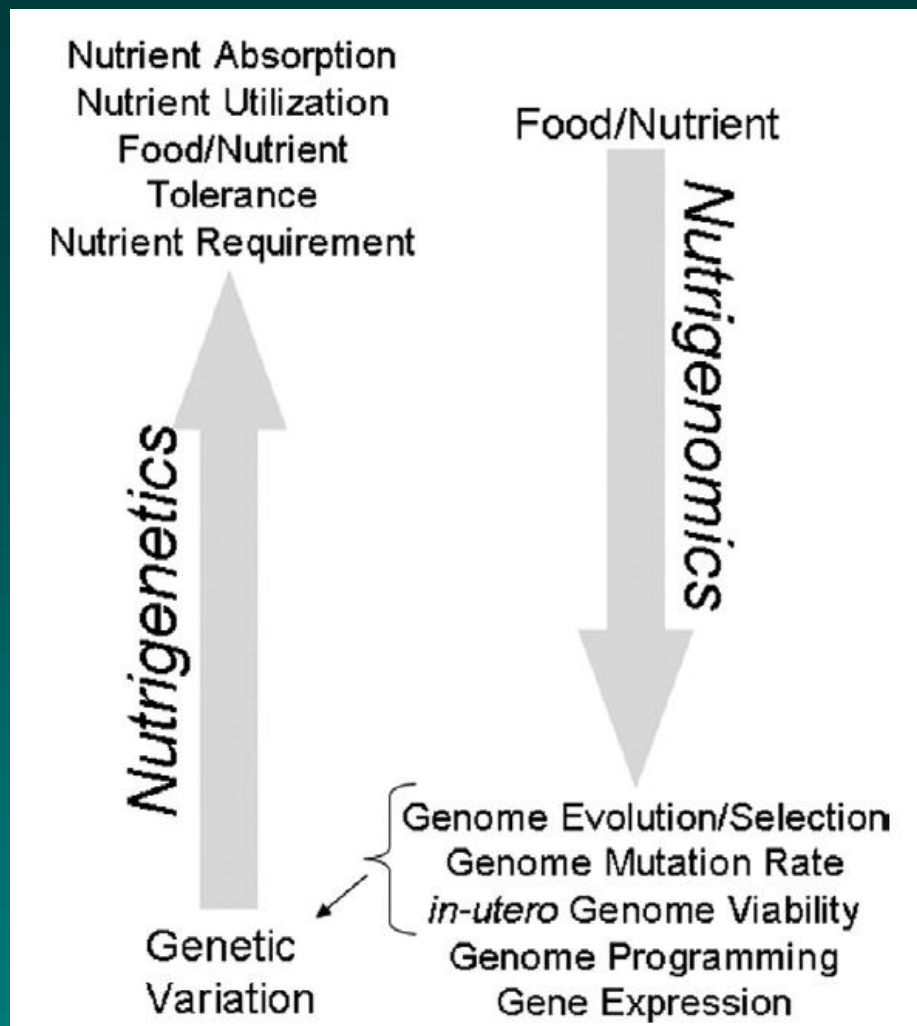 Nutrient Absorption
Nutrient Utilization
Food/Nutrient
Tolerance
Nutrient Requirement
Nutrigenetics
Genetic
Variation
Food/Nutrient
Nutrigenomics
Genome Evolution/Selection
Genome Mutation Rate
in-utero Genome Viability
Genome Programming
Gene Expression